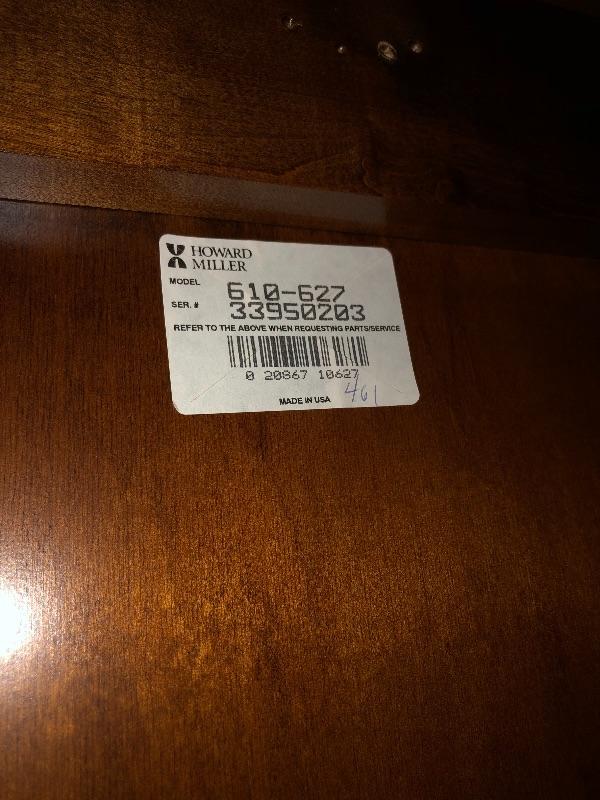 HOWARD
MILLER
MODEL 610-627
SER. # 33950203
REFER TO THE ABOVE WHEN REQUESTING PARTS/SERVICE
0 20867 10627
461
MADE IN USA